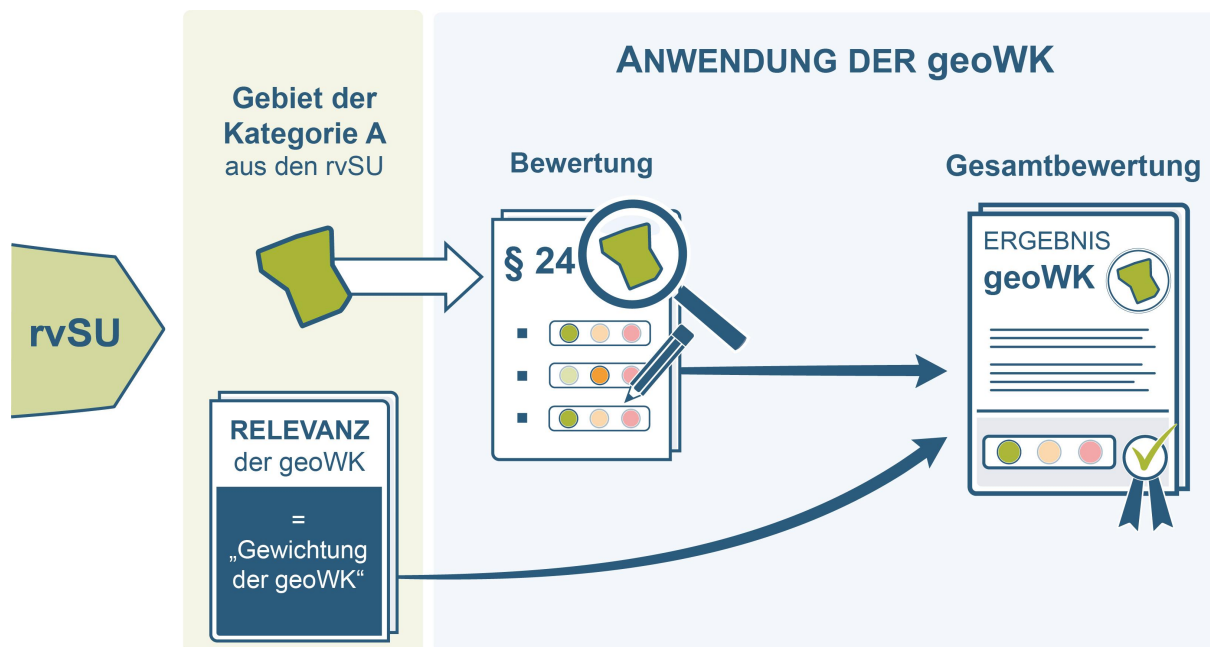 rvSU
Gebiet der
Kategorie A
aus den rvSU
RELEVANZ
der geoWK
=
„Gewichtung
der geoWK“
ANWENDUNG DER geoWK
Bewertung
§ 24
Gesamtbewertung
ERGEBNIS
geoWK